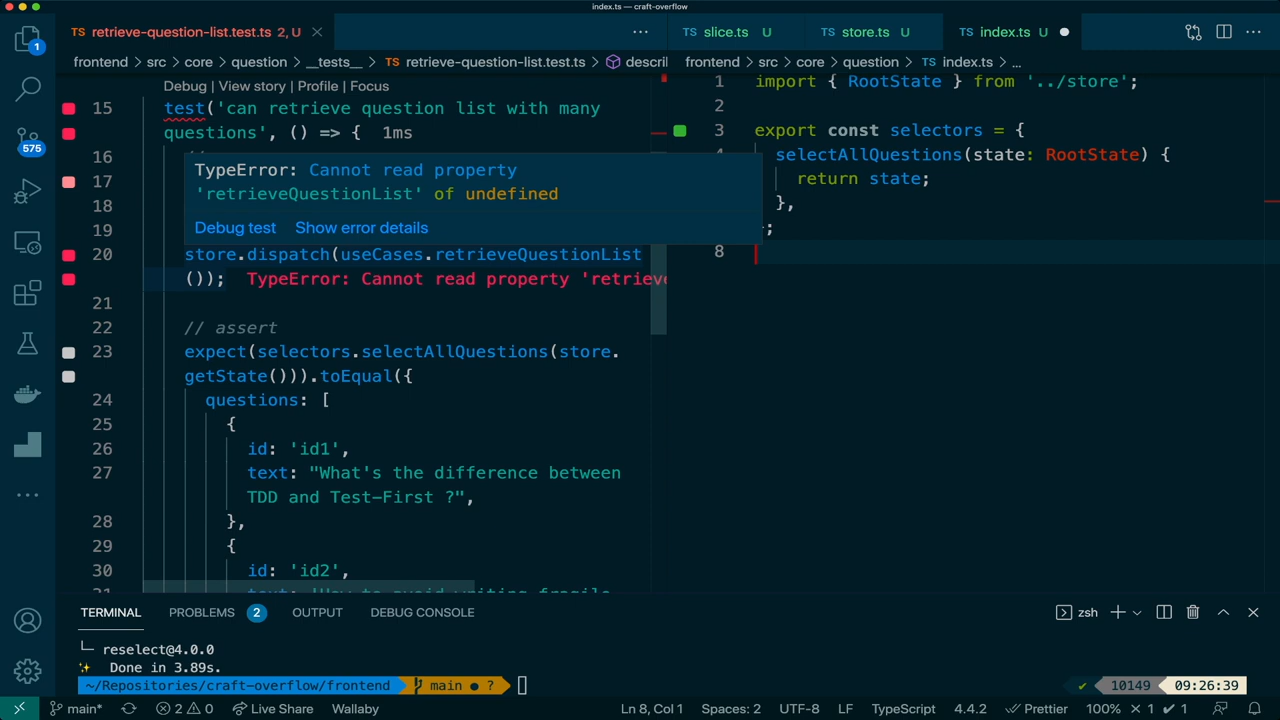 index.ts — craft-overflow
TS retrieve-question-list.test.ts 2, U
TS slice.ts U
TS store.ts U
TS index.ts U
frontend > src > core > question > __tests__ > TS retrieve-question-list.test.ts > descri
frontend > src > core > question > TS index.ts > ...
1
575
Debug | View story | Profile | Focus
15 test('can retrieve question list with many
questions', () => { 1ms
16
17
18
19
TypeError: Cannot read property
'retrieveQuestionList' of undefined
Debug test Show error details
20 store.dispatch(useCases.retrieveQuestionList
()); TypeError: Cannot read property 'retrieve
21
22 // assert
23 expect(selectors.selectAllQuestions(store.
getState())).toEqual({
24 questions: [
25 {
26 id: 'id1',
27 text: "What's the difference between
TDD and Test-First ?",
28 },
29 {
30 id: 'id2',
1 import { RootState } from '../store';
2
3 export const selectors = {
selectAllQuestions(state: RootState) {
return state;
},
};
8
TERMINAL PROBLEMS 2 OUTPUT DEBUG CONSOLE
zsh
└─ reselect@4.0.0
✨ Done in 3.89s.
~/Repositories/craft-overflow/frontend main ● ?
✔ 10149 09:26:39
main* 2 0 Live Share Wallaby
Ln 8, Col 1 Spaces: 2 UTF-8 LF TypeScript 4.4.2 Prettier 100% ✕ 1 ✔ 1